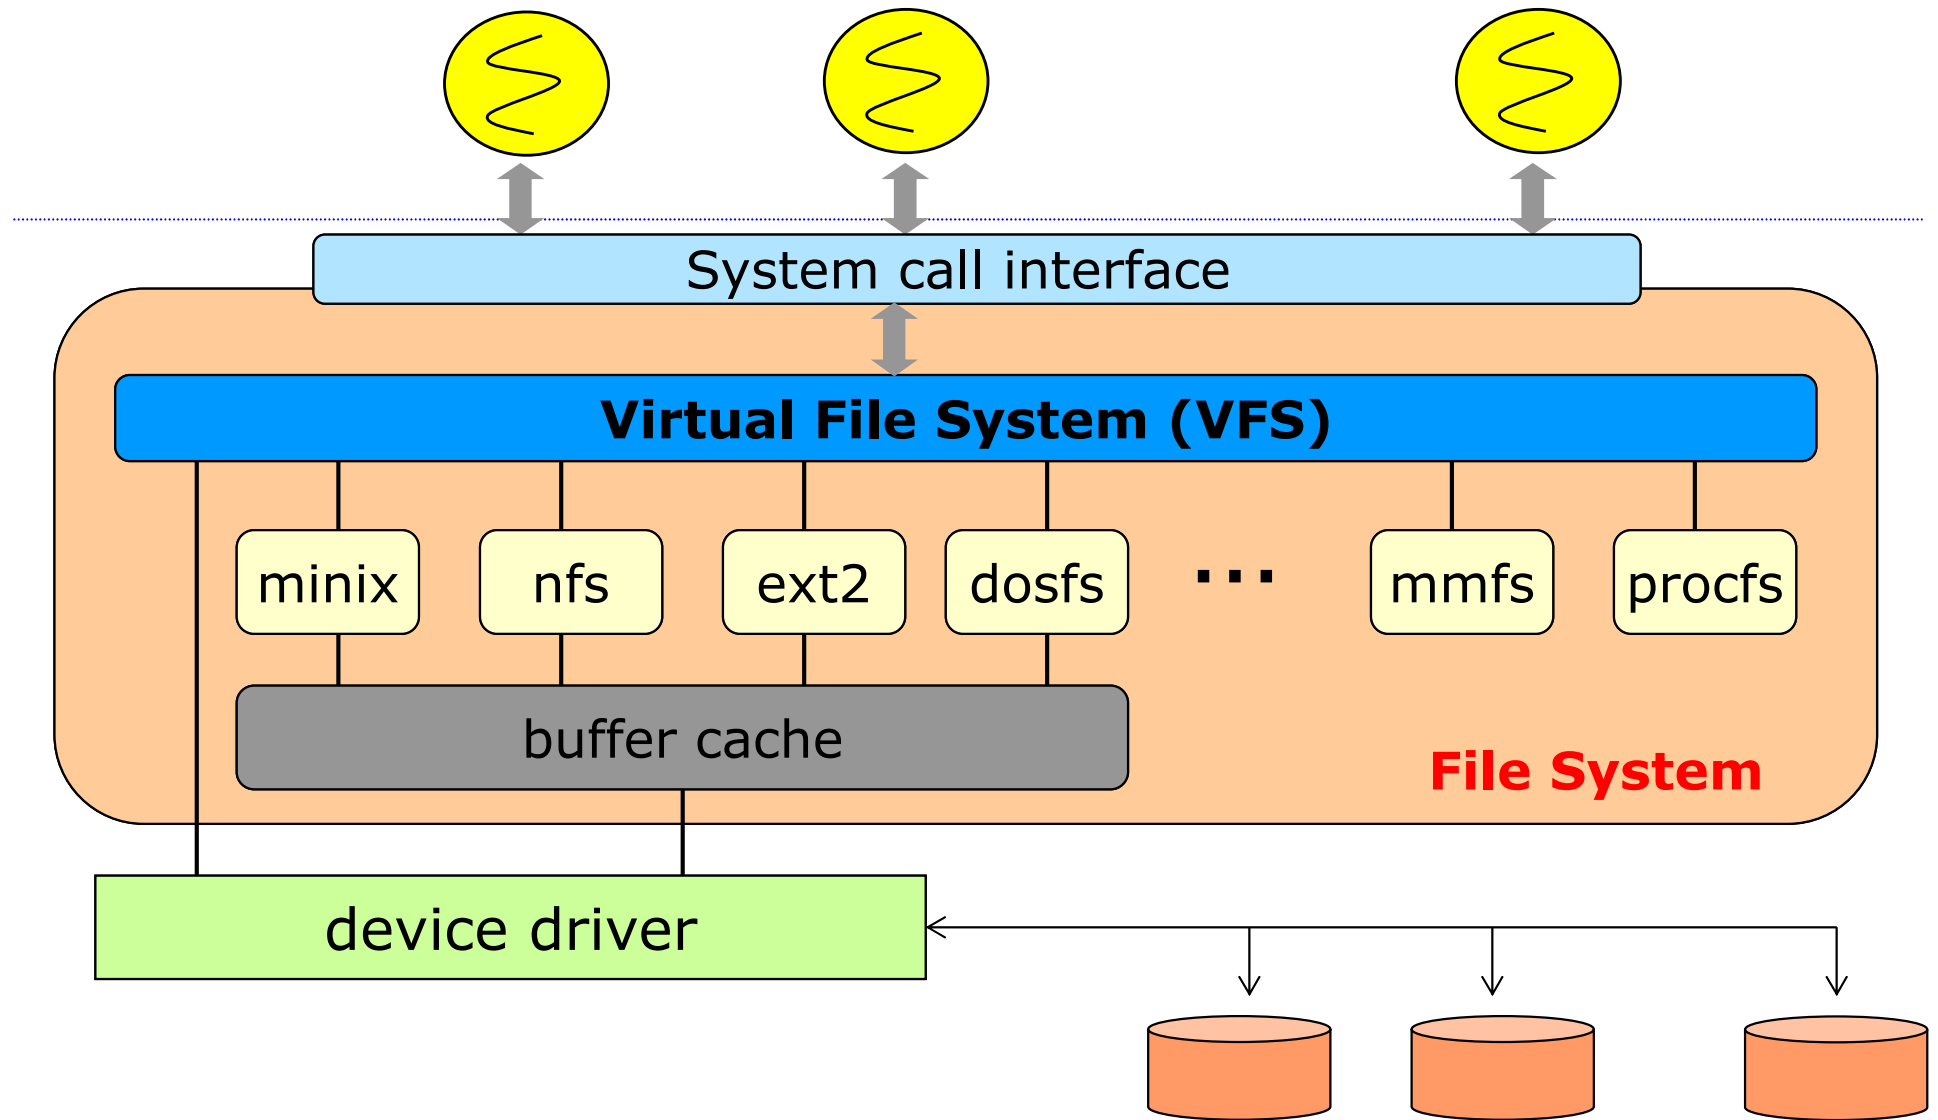 System call interface
Virtual File System (VFS)
minix
nfs
ext2
dosfs
...
mmfs
procfs
buffer cache
File System
device driver